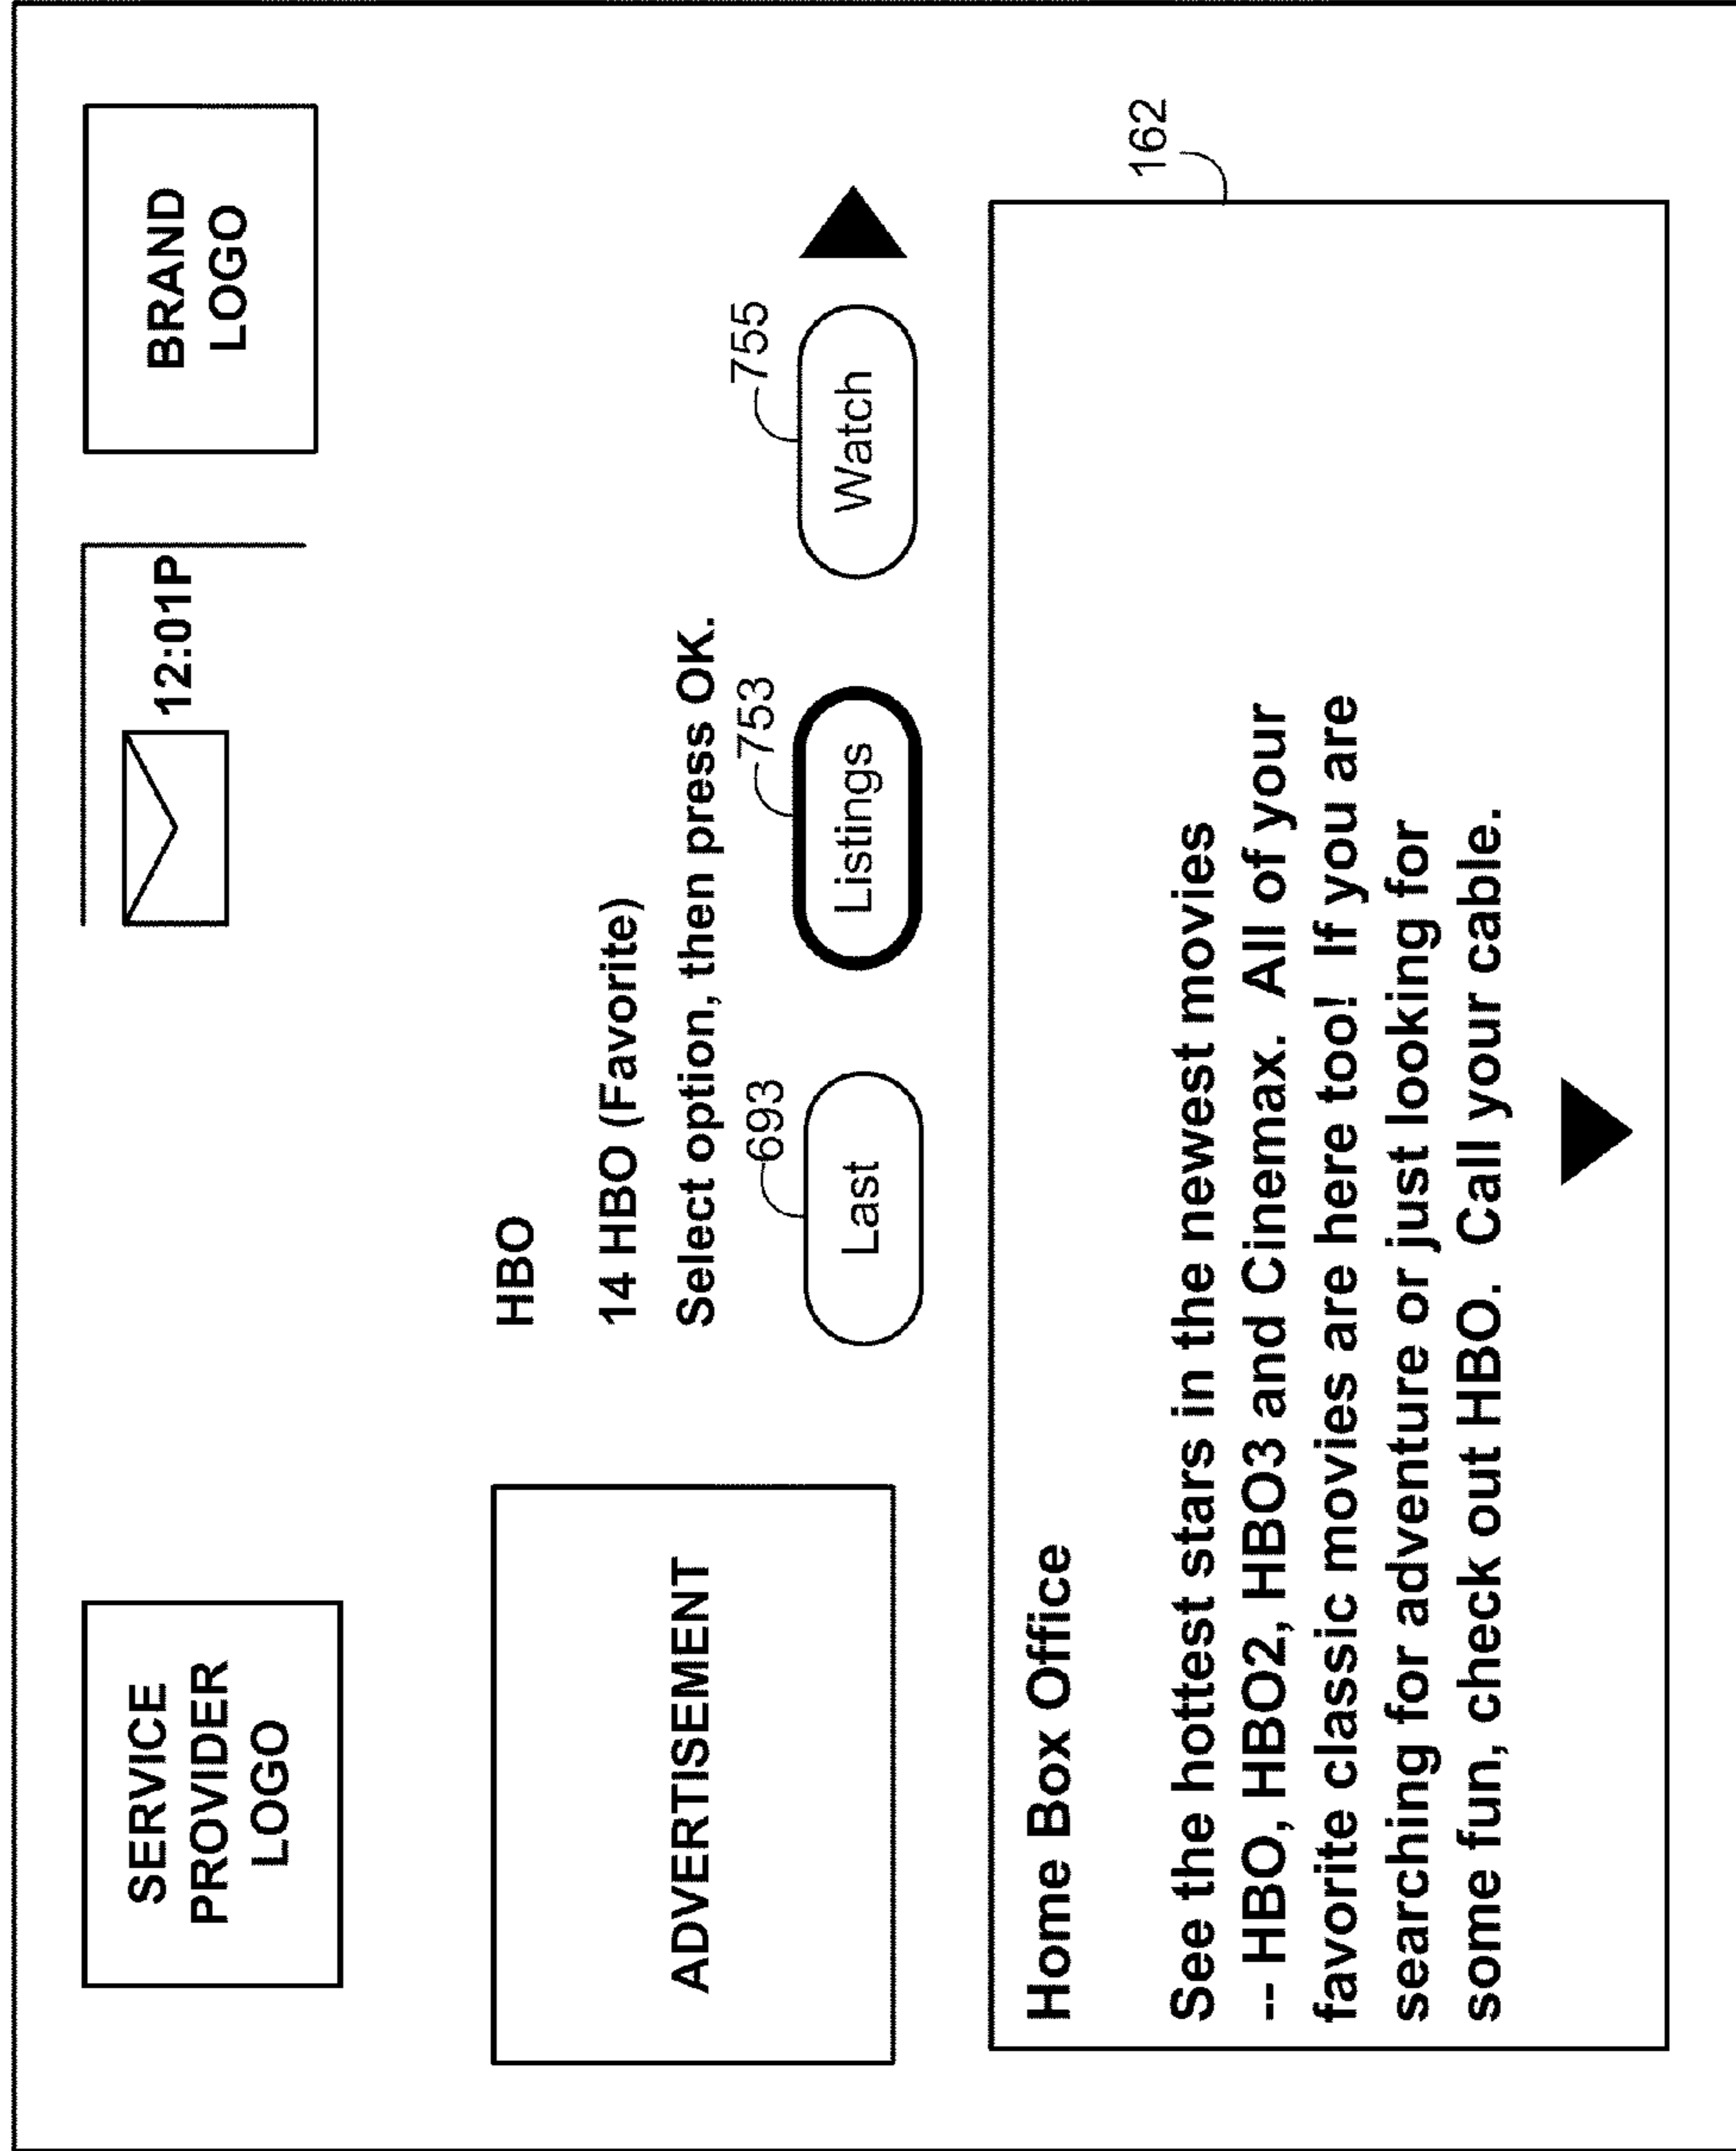 SERVICE
PROVIDER
LOGO
12:01P
BRAND
LOGO
ADVERTISEMENT
HBO
14 HBO (Favorite)
Select option, then press OK.
693
753
755
Last
Listings
Watch
162
Home Box Office
See the hottest stars in the newest movies
-- HBO, HBO2, HBO3 and Cinemax. All of your
favorite classic movies are here too! If you are
searching for adventure or just looking for
some fun, check out HBO. Call your cable.